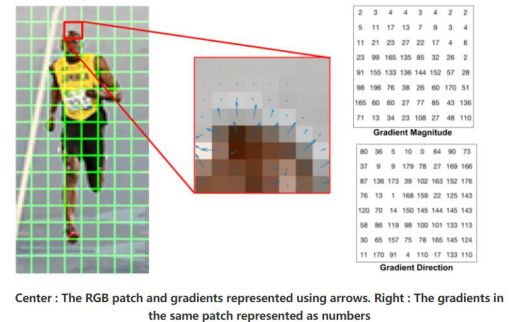 2 3 4 4 3 4 2 2
5 11 17 13 7 9 3 4
11 21 23 27 22 17 4 6
23 99 165 135 85 32 26 2
91 155 133 136 144 152 57 28
98 196 76 38 26 60 170 51
165 60 60 27 77 85 43 136
71 13 34 23 108 27 48 110
Gradient Magnitude
80 36 5 10 0 64 90 73
37 9 9 179 78 27 169 166
87 136 173 39 102 163 152 176
76 13 1 168 159 22 125 143
120 70 14 150 145 144 145 143
58 86 119 98 100 101 133 113
30 65 157 75 78 165 145 124
11 170 91 4 110 17 133 110
Gradient Direction
Center : The RGB patch and gradients represented using arrows. Right : The gradients in
the same patch represented as numbers